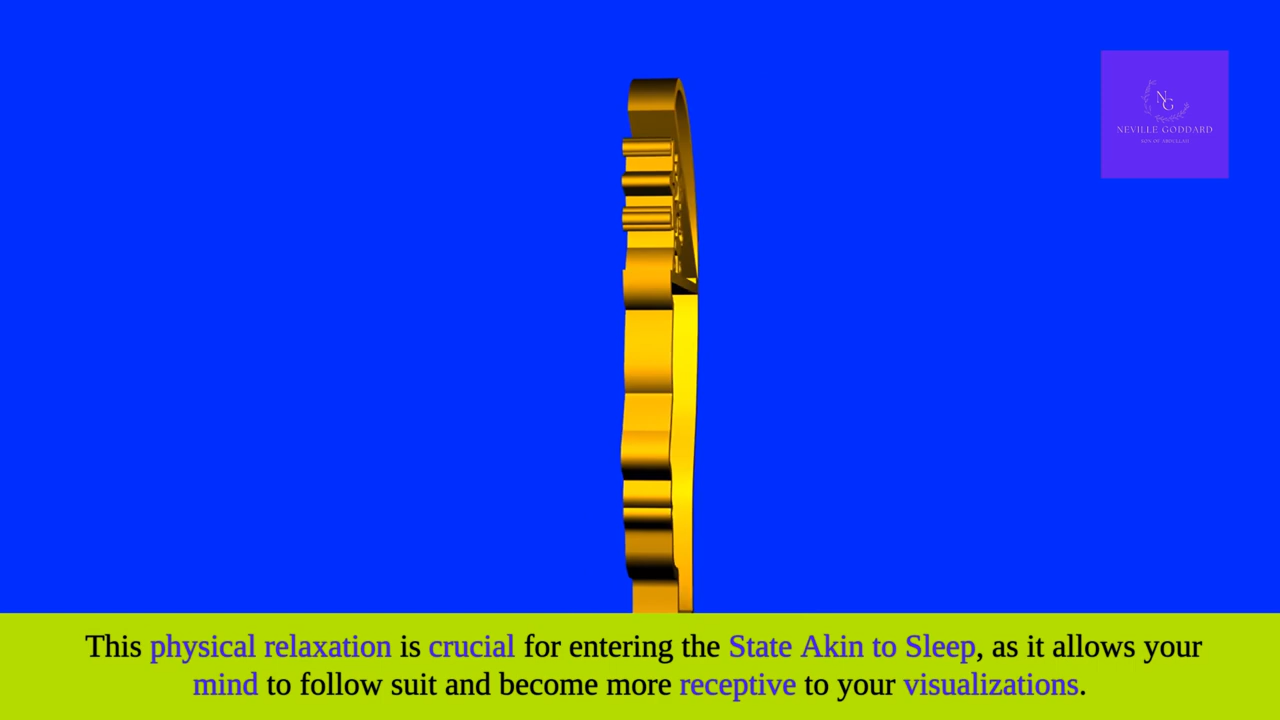 NG
NEVILLE GODDARD
This physical relaxation is crucial for entering the State Akin to Sleep, as it allows your
mind to follow suit and become more receptive to your visualizations.